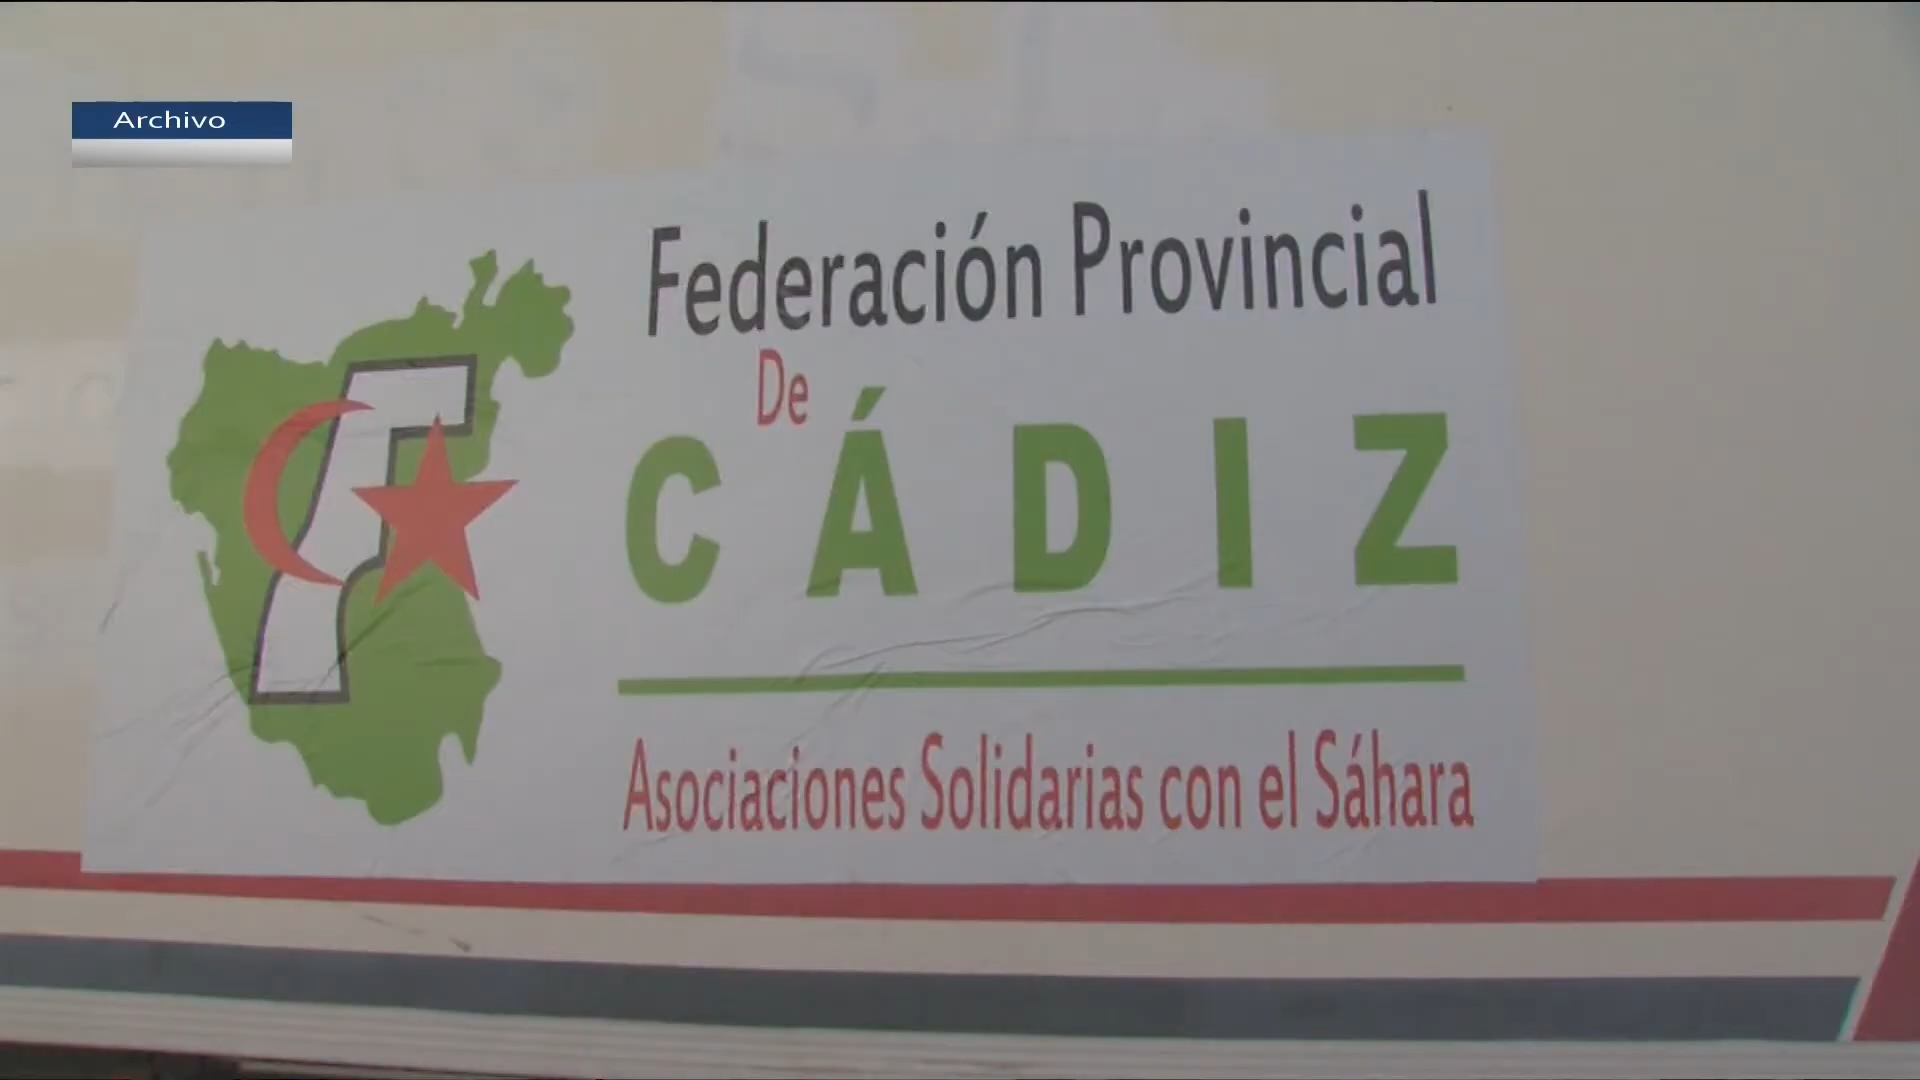 Archivo
Federación Provincial
De
CÁDIZ
Asociaciones Solidarias con el Sáhara